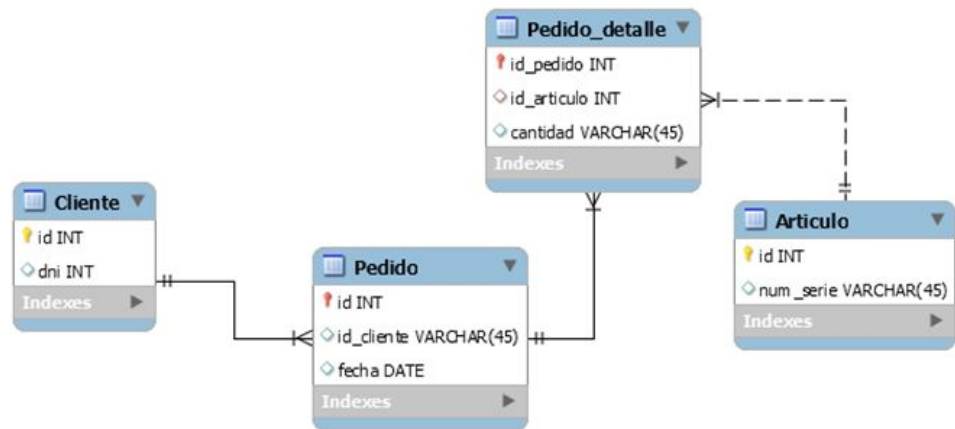 Pedido_detalle
id_pedido INT
id_articulo INT
cantidad VARCHAR(45)
Indexes
Cliente
id INT
dni INT
Indexes
Pedido
id INT
id_cliente VARCHAR(45)
fecha DATE
Indexes
Articulo
id INT
num_serie VARCHAR(45)
Indexes